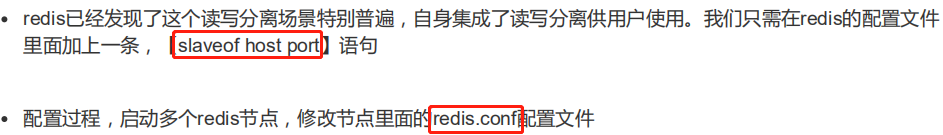 • redis已经发现了这个读写分离场景特别普遍，自身集成了读写分离供用户使用。我们只需在redis的配置文件
里面加上一条，【slaveof host port】语句
• 配置过程，启动多个redis节点，修改节点里面的redis.conf配置文件